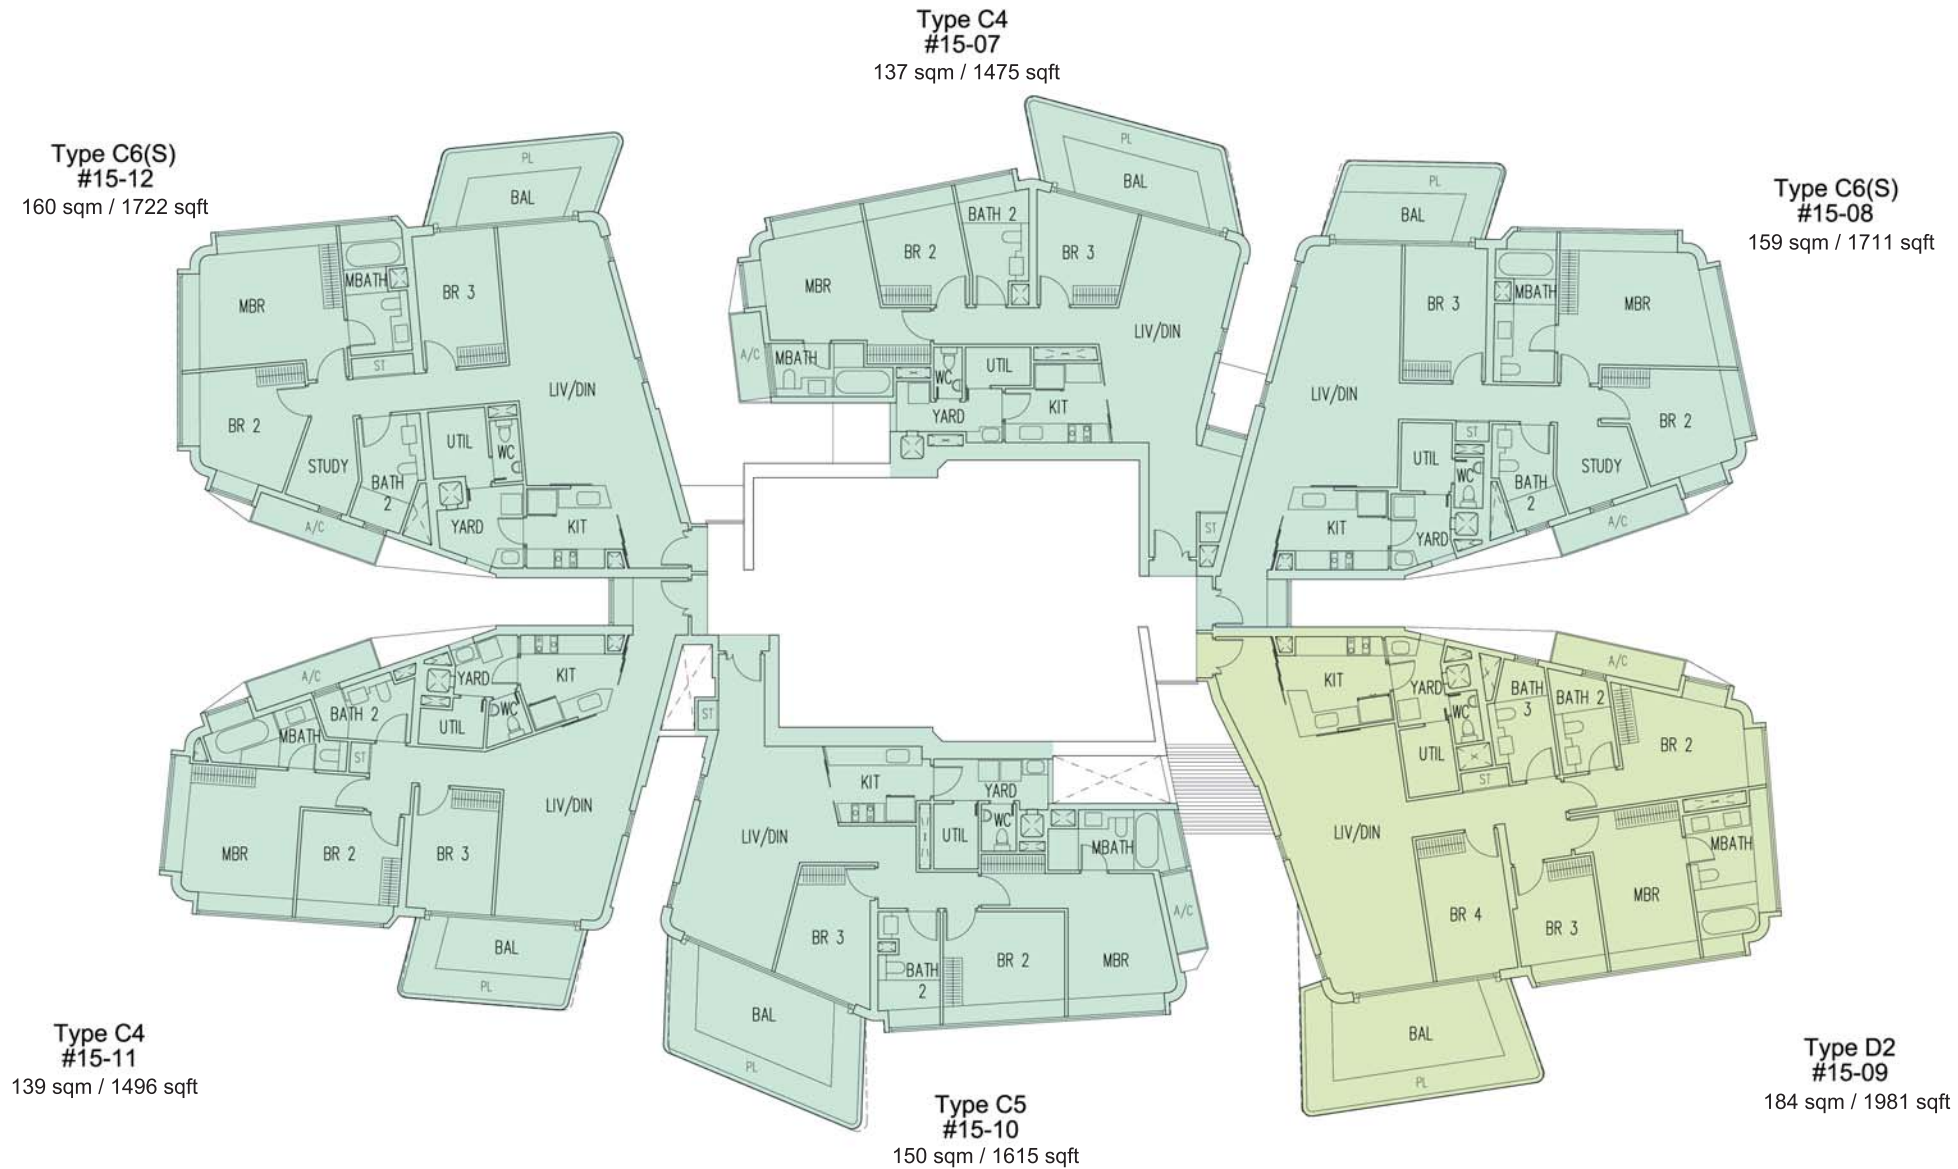 Type C4
#15-07
137 sqm / 1475 sqft
Type C6(S)
#15-12
160 sqm / 1722 sqft
Type C6(S)
#15-08
159 sqm / 1711 sqft
PL
BAL
MBR
MBATH
BR 3
ST
LIV/DIN
BR 2
STUDY
BATH
2
UTIL
WC
YARD
KIT
A/C
PL
BAL
BATH 2
BR 2
BR 3
MBR
LIV/DIN
A/C
MBATH
WC
UTIL
YARD
KIT
ST
PL
BAL
BR 3
MBATH
MBR
LIV/DIN
BR 2
ST
UTIL
WC
BATH
2
STUDY
KIT
YARD
A/C
A/C
YARD
KIT
BATH 2
MBATH
UTIL
WC
ST
LIV/DIN
MBR
BR 2
BR 3
BAL
PL
ST
KIT
YARD
LIV/DIN
UTIL
WC
MBATH
A/C
BR 3
BATH
2
BR 2
MBR
BAL
PL
A/C
KIT
YARD
BATH
3
BATH 2
WC
UTIL
ST
BR 2
LIV/DIN
MBATH
MBR
BR 4
BR 3
BAL
PL
Type C4
#15-11
139 sqm / 1496 sqft
Type C5
#15-10
150 sqm / 1615 sqft
Type D2
#15-09
184 sqm / 1981 sqft